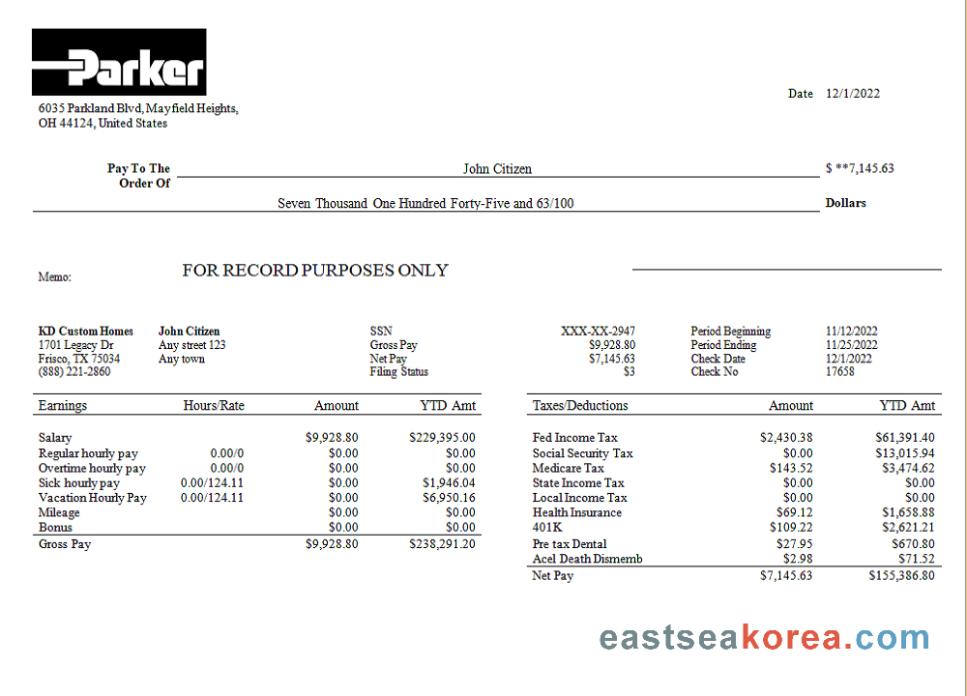 Parker
6035 Parkland Blvd, Mayfield Heights,
OH 44124, United States
Date 12/1/2022
Pay To The
Order Of
John Citizen $ **7,145.63
Seven Thousand One Hundred Forty-Five and 63/100 Dollars
Memo: FOR RECORD PURPOSES ONLY
KD Custom Homes John Citizen SSN XXX-XX-2947 Period Beginning 11/12/2022
1701 Legacy Dr Any street 123 Gross Pay $9,928.80 Period Ending 11/25/2022
Frisco, TX 75034 Any town Net Pay $7,145.63 Check Date 12/1/2022
(888) 221-2860 Filing Status $3 Check No 17658
Earnings Hours/Rate Amount YTD Amt Taxes/Deductions Amount YTD Amt
Salary $9,928.80 $229,395.00 Fed Income Tax $2,430.38 $61,391.40
Regular hourly pay 0.00/0 $0.00 $0.00 Social Security Tax $0.00 $13,015.94
Overtime hourly pay 0.00/0 $0.00 $0.00 Medicare Tax $143.52 $3,474.62
Sick hourly pay 0.00/124.11 $0.00 $1,946.04 State Income Tax $0.00 $0.00
Vacation Hourly Pay 0.00/124.11 $0.00 $6,950.16 Local Income Tax $0.00 $0.00
Mileage $0.00 $0.00 Health Insurance $69.12 $1,658.88
Bonus $0.00 $0.00 401K $109.22 $2,621.21
Gross Pay $9,928.80 $238,291.20 Pre tax Dental $27.95 $670.80
Acel Death Dismemb $2.98 $71.52
Net Pay $7,145.63 $155,386.80
eastseakorea.com